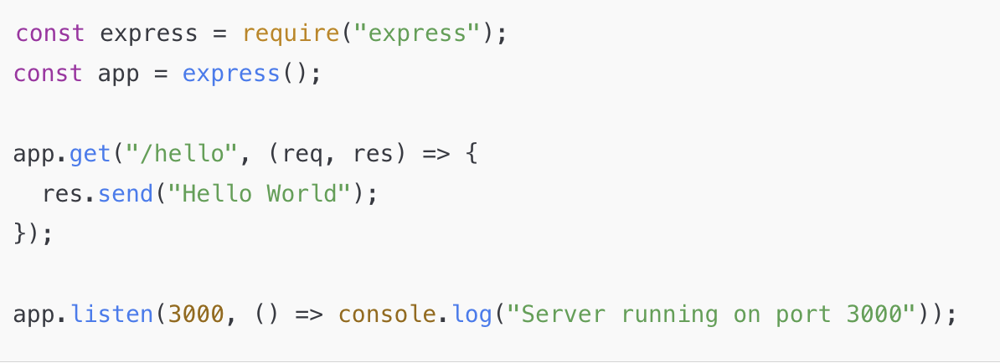 const express = require("express");
const app = express();

app.get("/hello", (req, res) => {
  res.send("Hello World");
});

app.listen(3000, () => console.log("Server running on port 3000"));